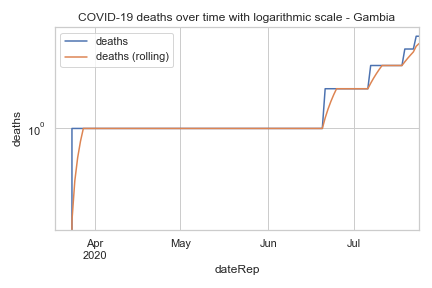 COVID-19 deaths over time with logarithmic scale - Gambia
deaths
deaths (rolling)
deaths
10⁰
Apr
2020
May
Jun
Jul
dateRep